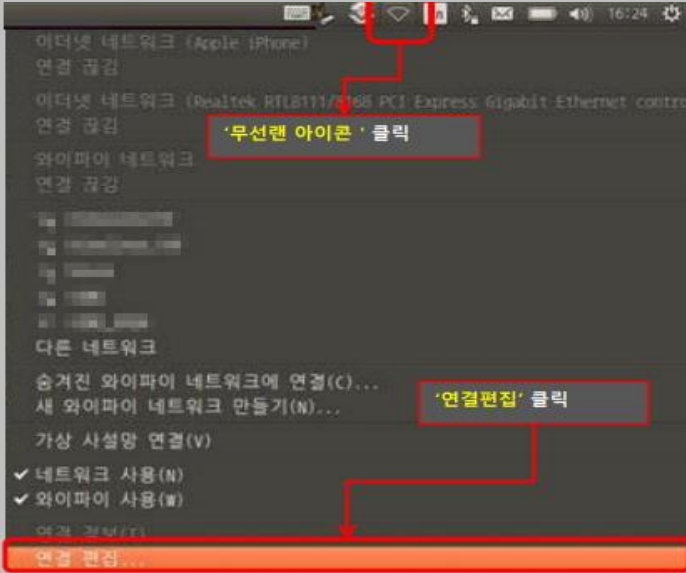 16:24
이더넷 네트워크 (Apple iPhone)
연결 끊김
이더넷 네트워크 (Realtek RTL8111/8168 PCI Express Gigabit Ethernet contro
연결 끊김
'무선랜 아이콘 ' 클릭
와이파이 네트워크
연결 끊김
다른 네트워크
숨겨진 와이파이 네트워크에 연결(C)...
새 와이파이 네트워크 만들기(N)...
'연결편집' 클릭
가상 사설망 연결(V)
네트워크 사용(N)
와이파이 사용(W)
연결 정보(I)
연결 편집...